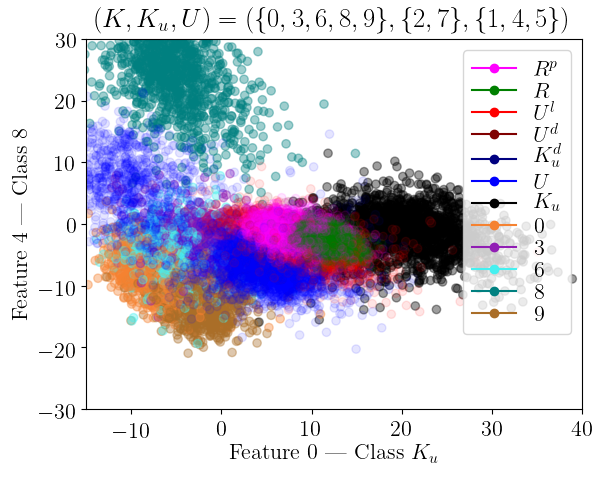 (K, K_u, U) = ({0, 3, 6, 8, 9}, {2, 7}, {1, 4, 5})
30
20
10
0
−10
−20
−30
Feature 4 — Class 8
R^p
R
U^l
U^d
K_u^d
U
K_u
0
3
6
8
9
−10
0
10
20
30
40
Feature 0 — Class K_u